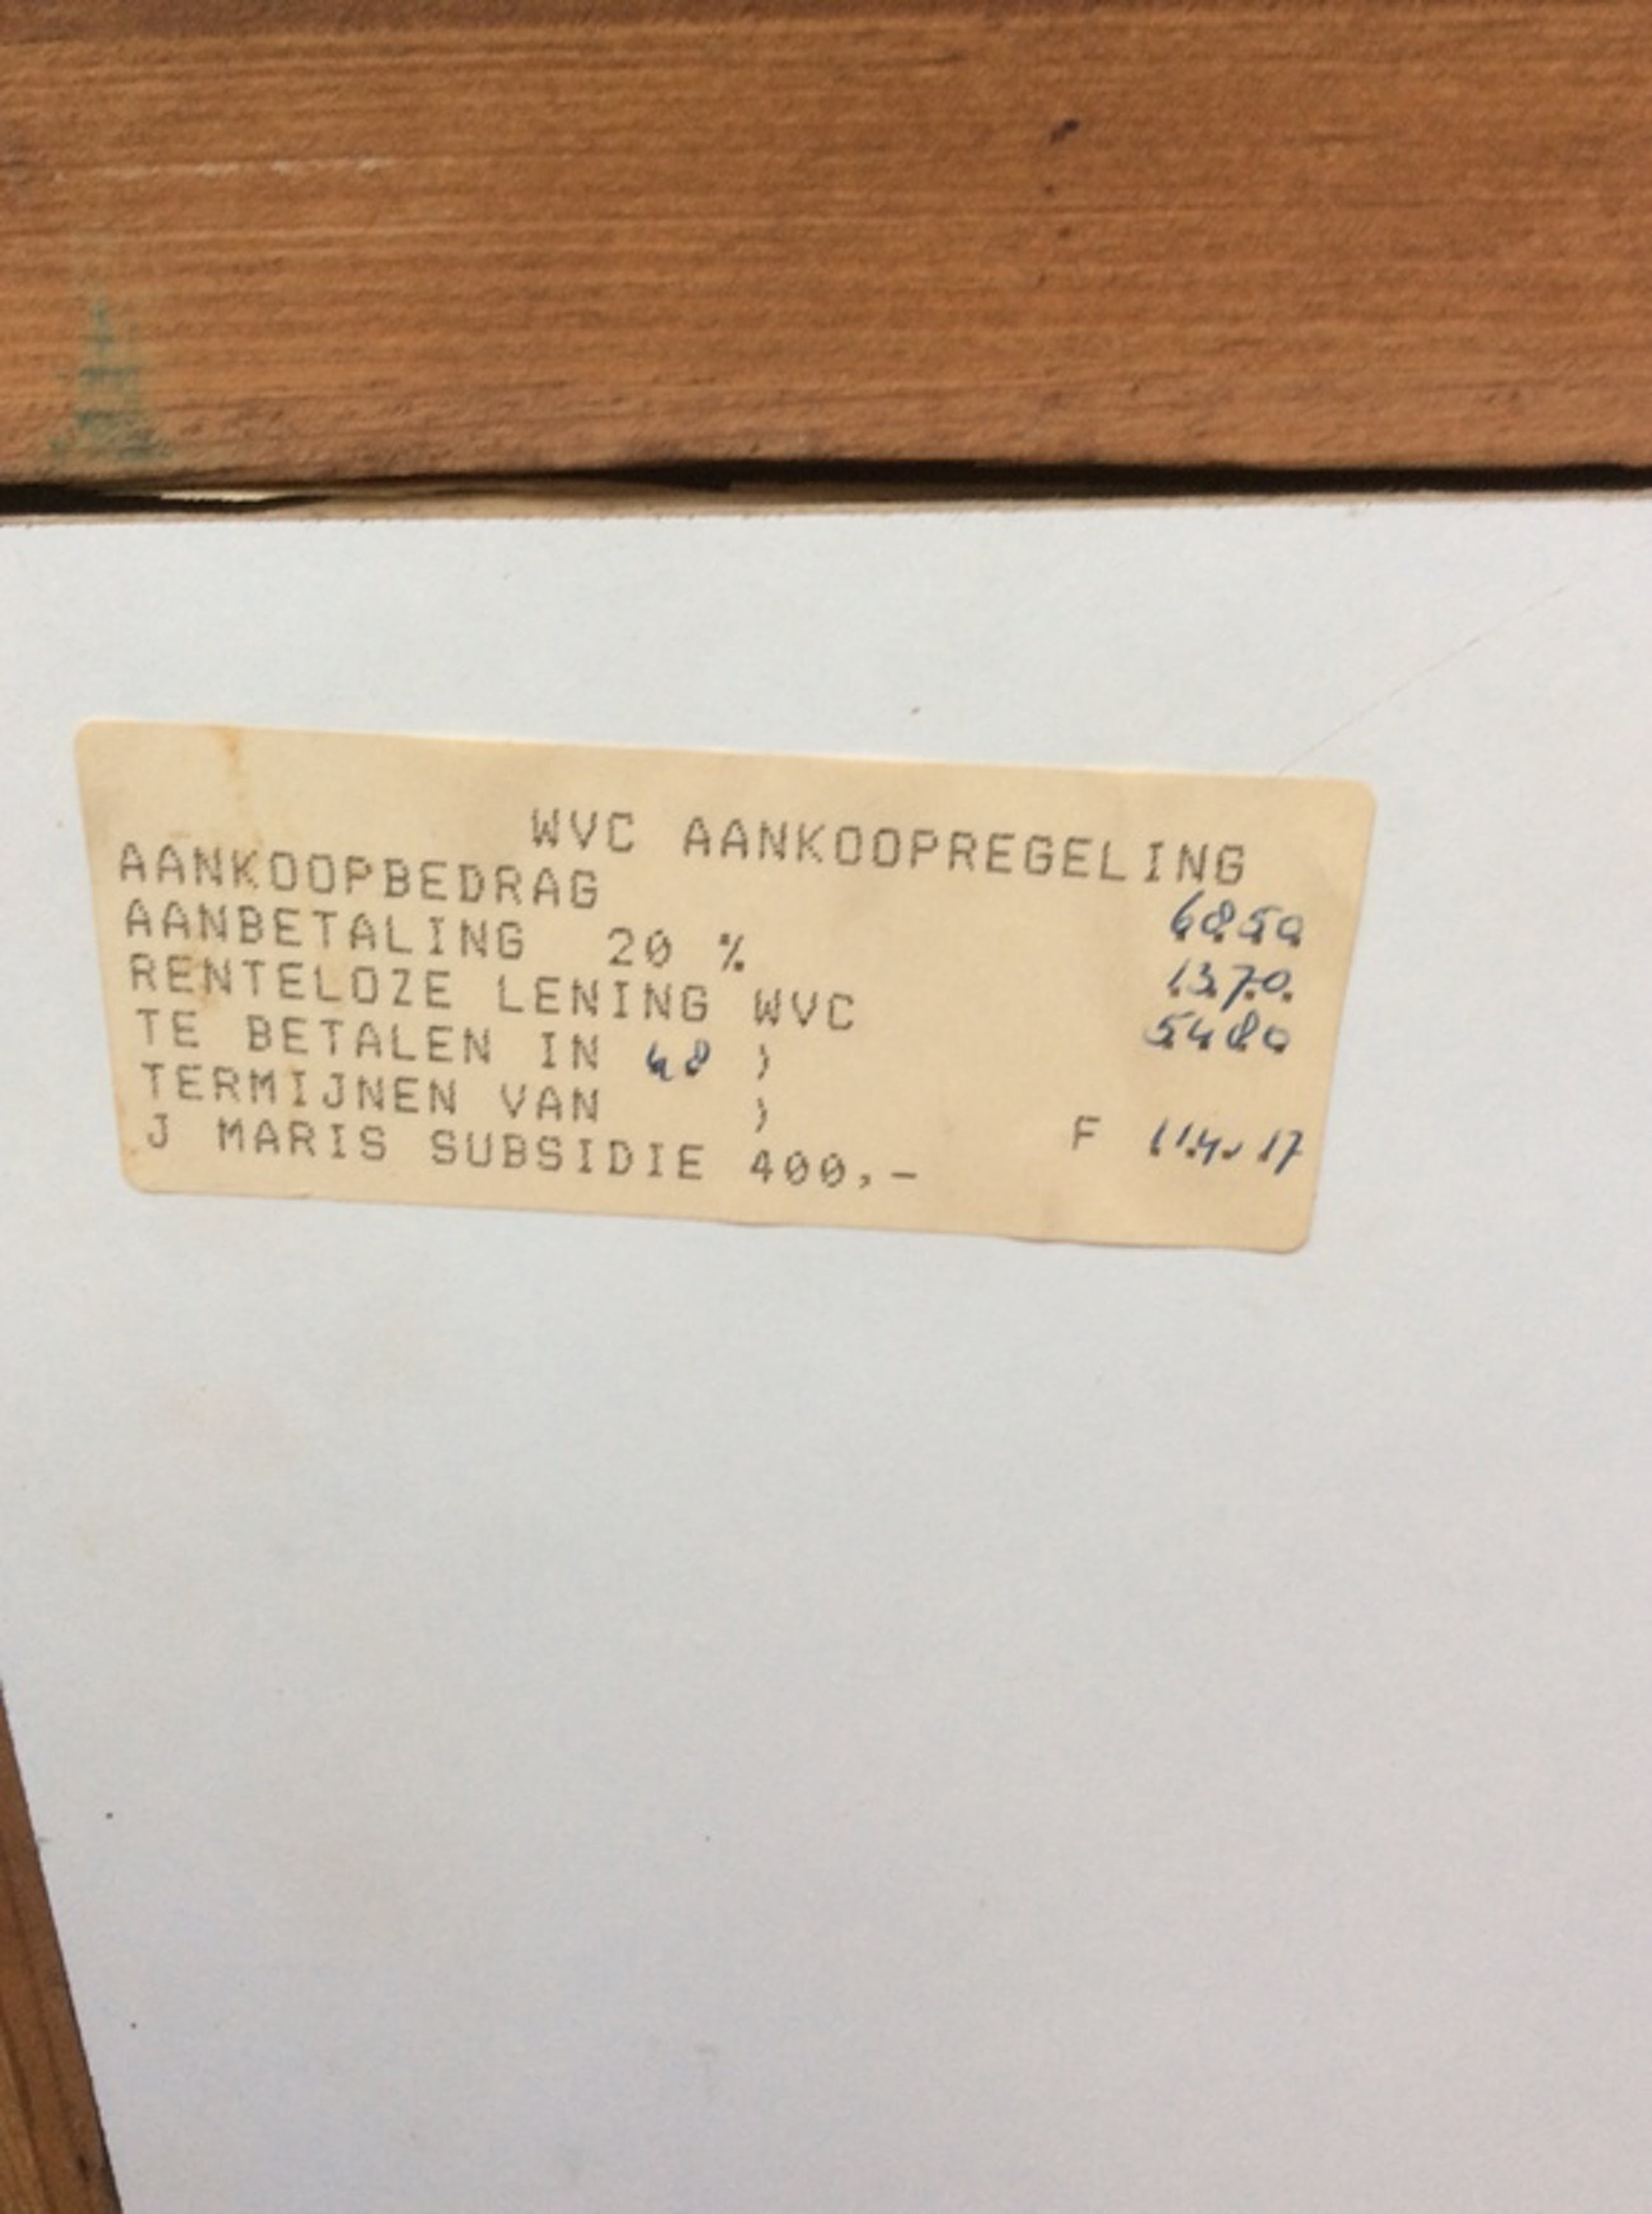 WVC AANKOOPREGELING
AANKOOPBEDRAG 6850
AANBETALING 20 % 1370.
RENTELOZE LENING WVC 5480
TE BETALEN IN 48 )
TERMIJNEN VAN ) F 114,17
J MARIS SUBSIDIE 400,-